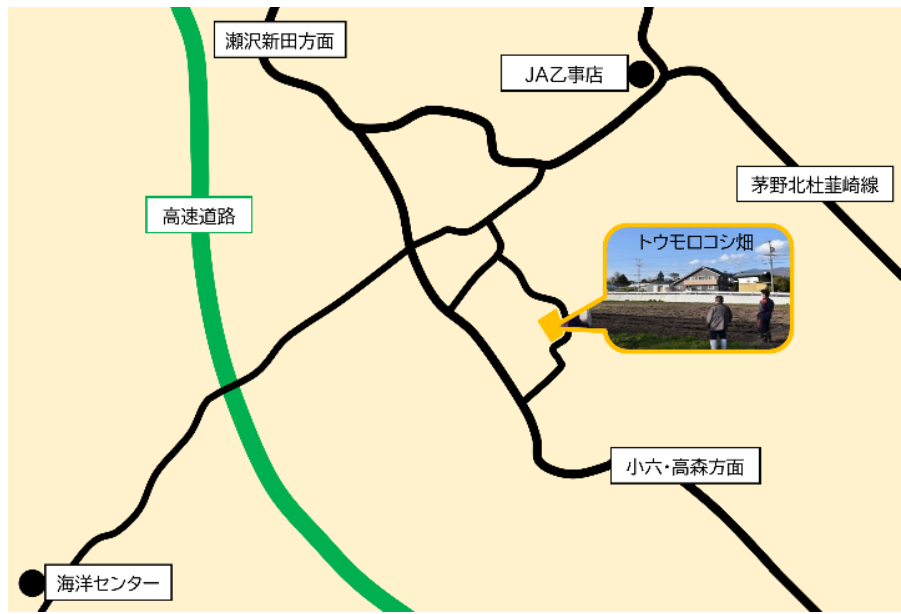 瀬沢新田方面
JA乙事店
茅野北杜韮崎線
高速道路
トウモロコシ畑
小六・高森方面
海洋センター